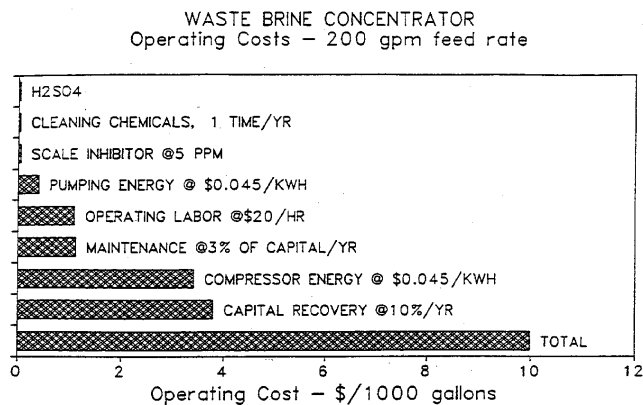 WASTE BRINE CONCENTRATOR
Operating Costs – 200 gpm feed rate
H2SO4
CLEANING CHEMICALS, 1 TIME/YR
SCALE INHIBITOR @5 PPM
PUMPING ENERGY @ $0.045/KWH
OPERATING LABOR @$20/HR
MAINTENANCE @3% OF CAPITAL/YR
COMPRESSOR ENERGY @ $0.045/KWH
CAPITAL RECOVERY @10%/YR
TOTAL
0 2 4 6 8 10 12
Operating Cost – $/1000 gallons